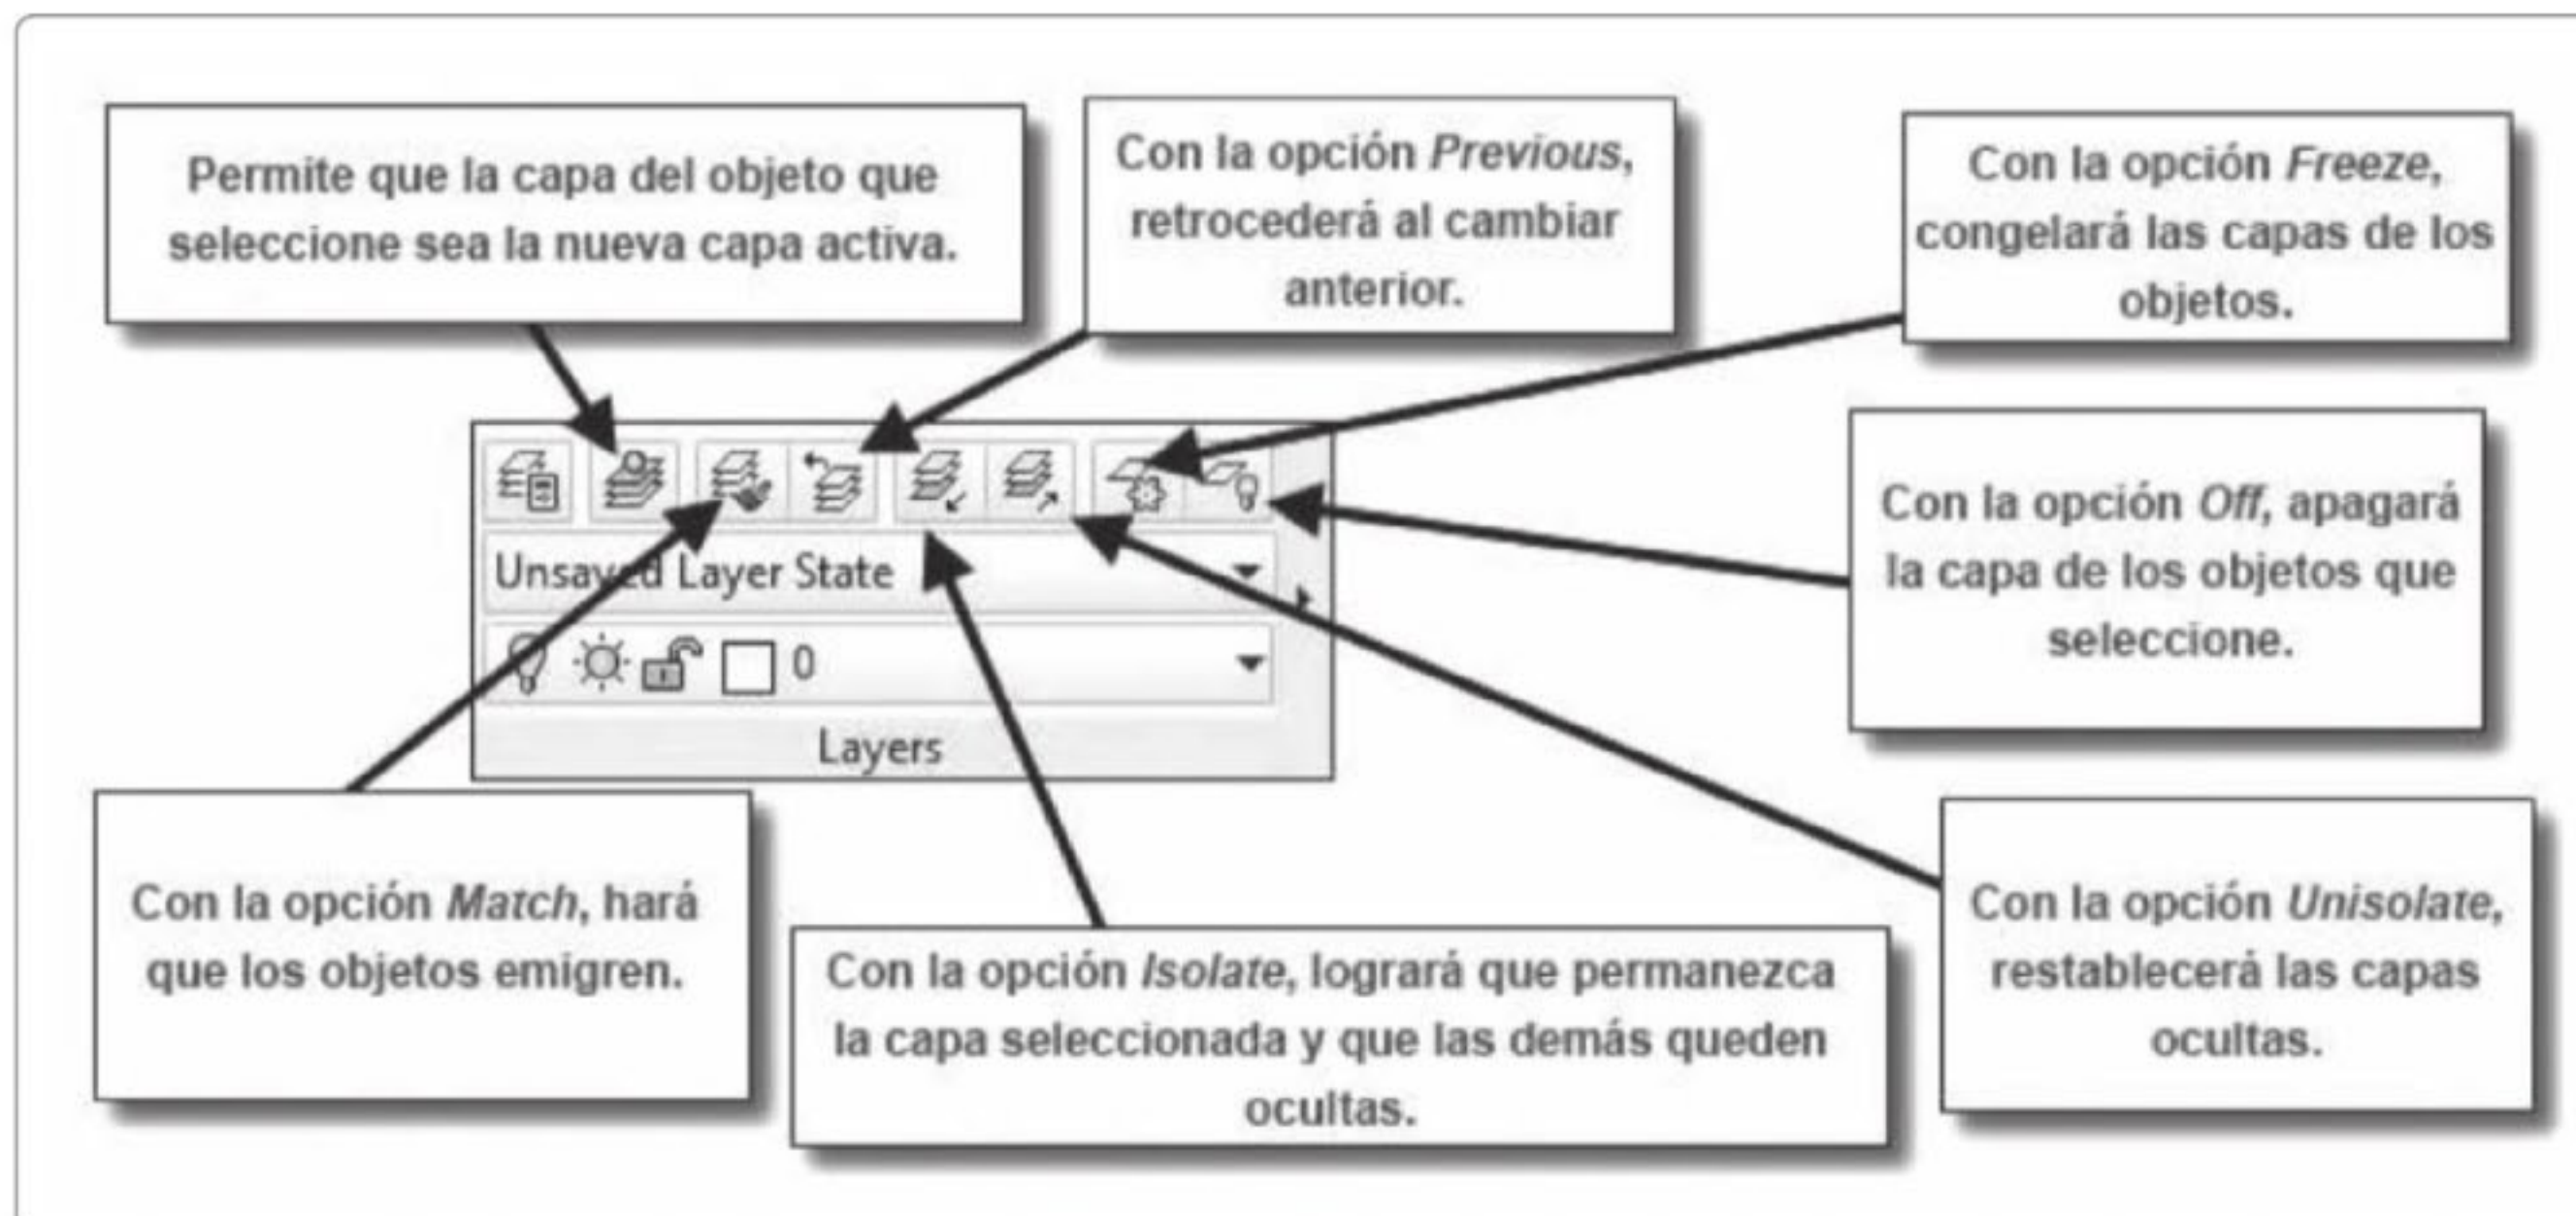 Permite que la capa del objeto que
seleccione sea la nueva capa activa.
Con la opción Previous,
retrocederá al cambiar
anterior.
Con la opción Freeze,
congelará las capas de los
objetos.
Con la opción Off, apagará
la capa de los objetos que
seleccione.
Unsaved Layer State
0
Layers
Con la opción Match, hará
que los objetos emigren.
Con la opción Isolate, logrará que permanezca
la capa seleccionada y que las demás queden
ocultas.
Con la opción Unisolate,
restablecerá las capas
ocultas.